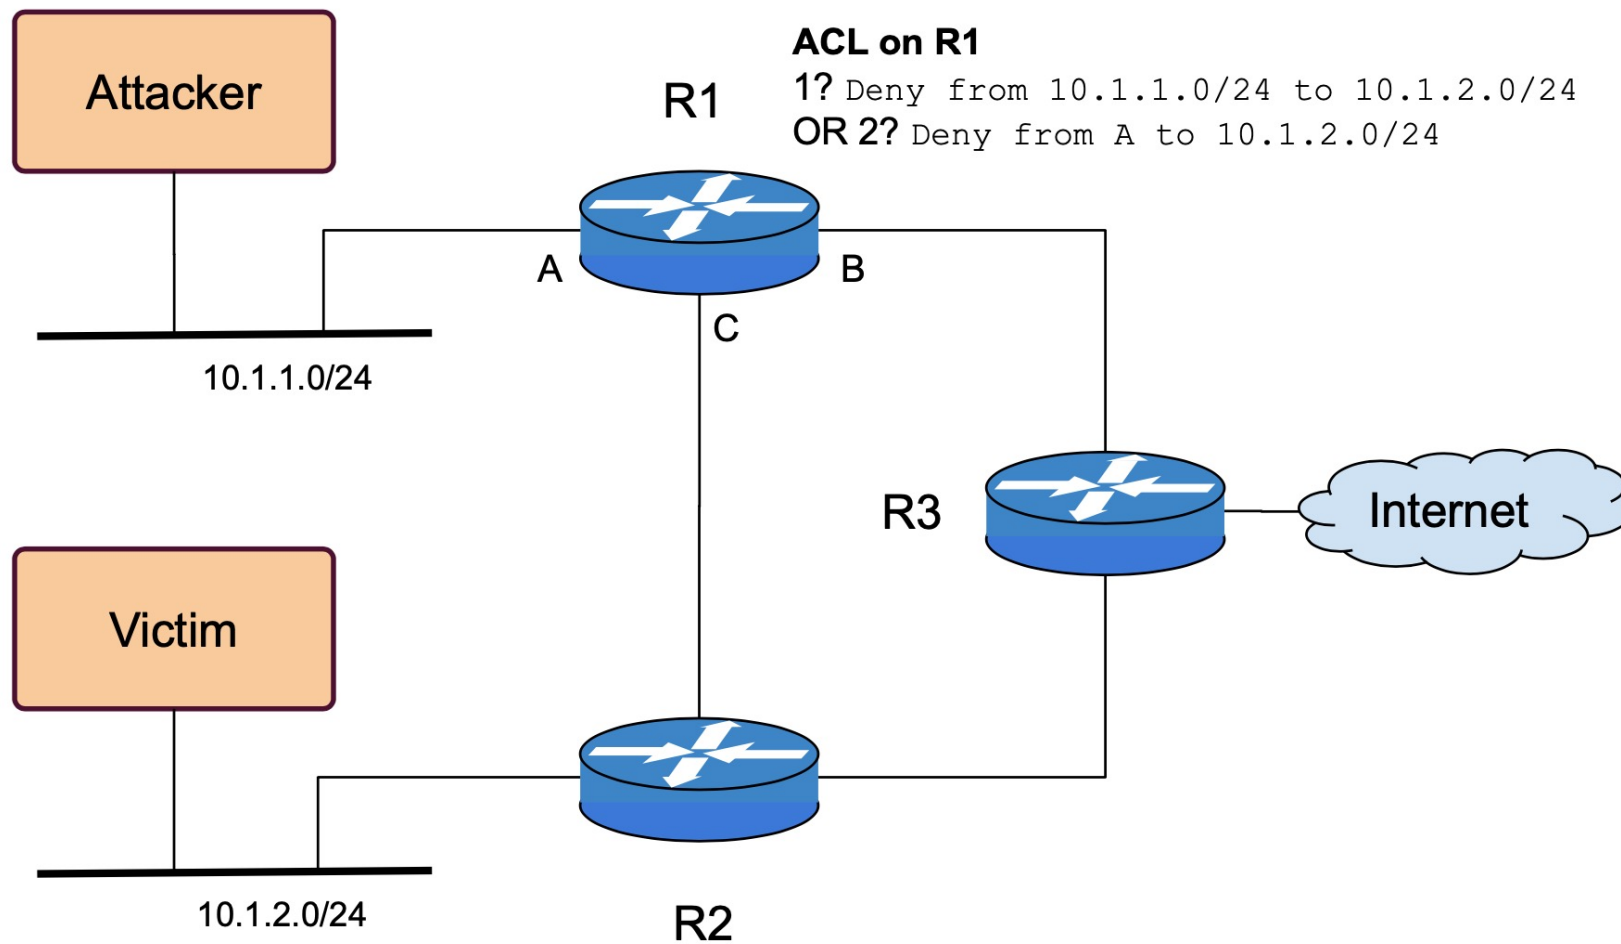 Attacker
R1
ACL on R1
1? Deny from 10.1.1.0/24 to 10.1.2.0/24
OR 2? Deny from A to 10.1.2.0/24
A
B
C
10.1.1.0/24
R3
Internet
Victim
10.1.2.0/24
R2